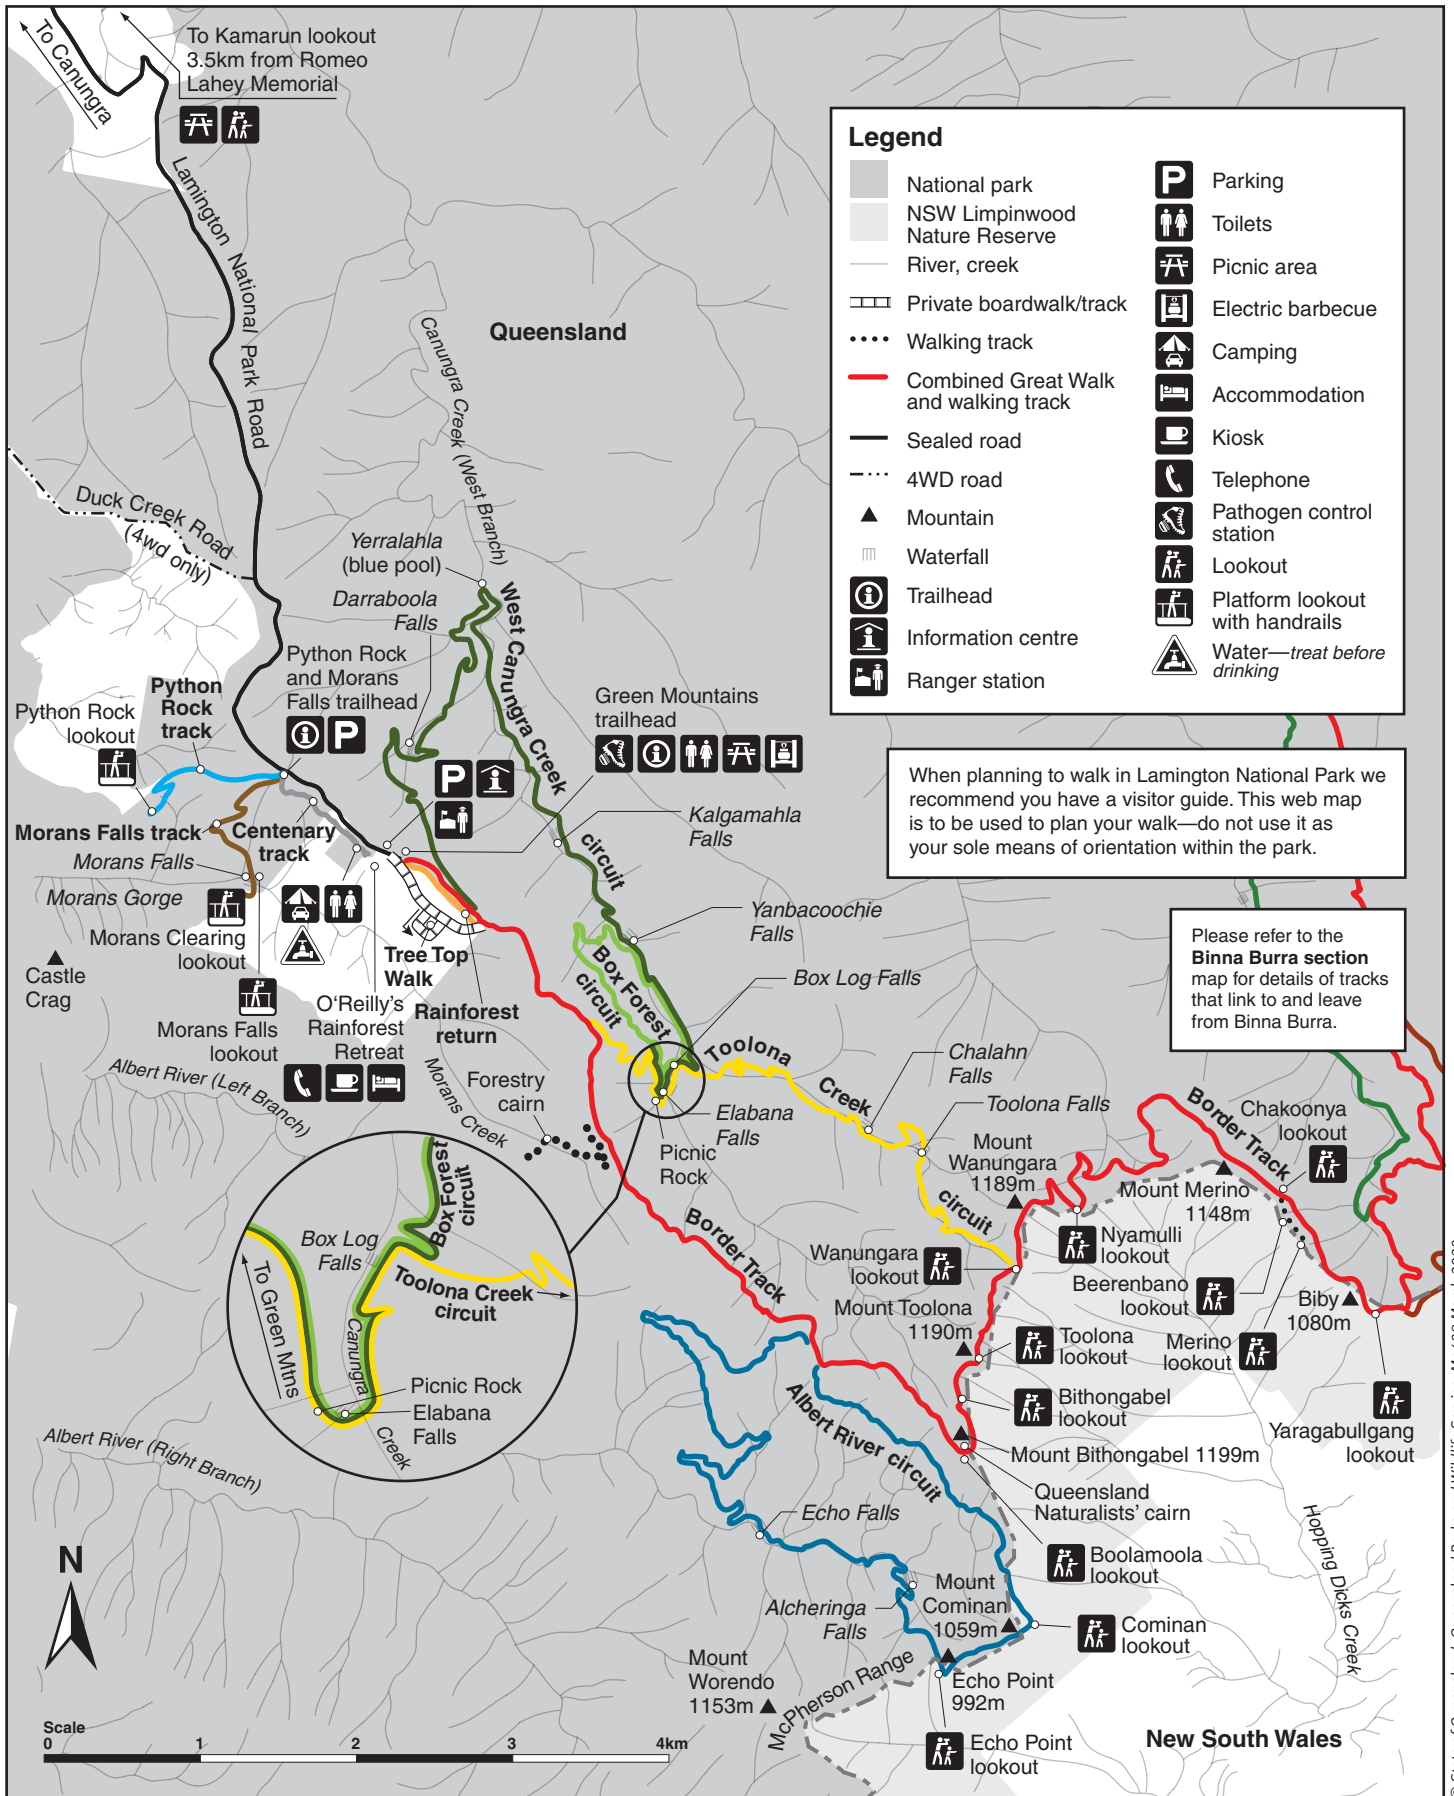 To Canungra
To Kamarun lookout
3.5km from Romeo
Lahey Memorial
Lamington National Park Road
Queensland
Canungra Creek (West Branch)
Duck Creek Road
(4wd only)
Legend
National park
NSW Limpinwood
Nature Reserve
River, creek
Private boardwalk/track
Walking track
Combined Great Walk
and walking track
Sealed road
4WD road
Mountain
Waterfall
Trailhead
Information centre
Ranger station
P
Parking
Toilets
Picnic area
Electric barbecue
Camping
Accommodation
Kiosk
Telephone
Pathogen control
station
Lookout
Platform lookout
with handrails
Water—treat before
drinking
When planning to walk in Lamington National Park we
recommend you have a visitor guide. This web map
is to be used to plan your walk—do not use it as
your sole means of orientation within the park.
Please refer to the
Binna Burra section
map for details of tracks
that link to and leave
from Binna Burra.
Yerralahla
(blue pool)
Darraboola
Falls
West Canungra Creek
circuit
Python Rock
and Morans
Falls trailhead
P
Python
Rock
track
Python Rock
lookout
Green Mountains
trailhead
P
Kalgamahla
Falls
Morans Falls track
Centenary
track
Morans Falls
Morans Gorge
Morans Clearing
lookout
Castle
Crag
Morans Falls
lookout
Tree Top
Walk
O'Reilly's
Rainforest
Retreat
Rainforest
return
Yanbacoochie
Falls
Box Forest
circuit
Box Log Falls
Toolona
Creek
circuit
Chalahn
Falls
Toolona Falls
Albert River (Left Branch)
Morans Creek
Forestry
cairn
Elabana
Falls
Picnic
Rock
Mount
Wanungara
1189m
Border Track
Chakoonya
lookout
Mount Merino
1148m
Nyamulli
lookout
Wanungara
lookout
Beerenbano
lookout
Biby
1080m
Merino
lookout
Yaragabullgang
lookout
Border Track
Mount Toolona
1190m
Toolona
lookout
Bithongabel
lookout
Mount Bithongabel 1199m
Queensland
Naturalists' cairn
Boolamoola
lookout
Box Forest
circuit
Box Log
Falls
To Green Mtns
Toolona Creek
circuit
Canungra
Creek
Picnic Rock
Elabana
Falls
Albert River (Right Branch)
Albert River circuit
Echo Falls
Alcheringa
Falls
Mount
Cominan
1059m
Cominan
lookout
Hopping Dicks Creek
Mount
Worendo
1153m
McPherson Range
Echo Point
992m
Echo Point
lookout
New South Wales
N
Scale
0 1 2 3 4km